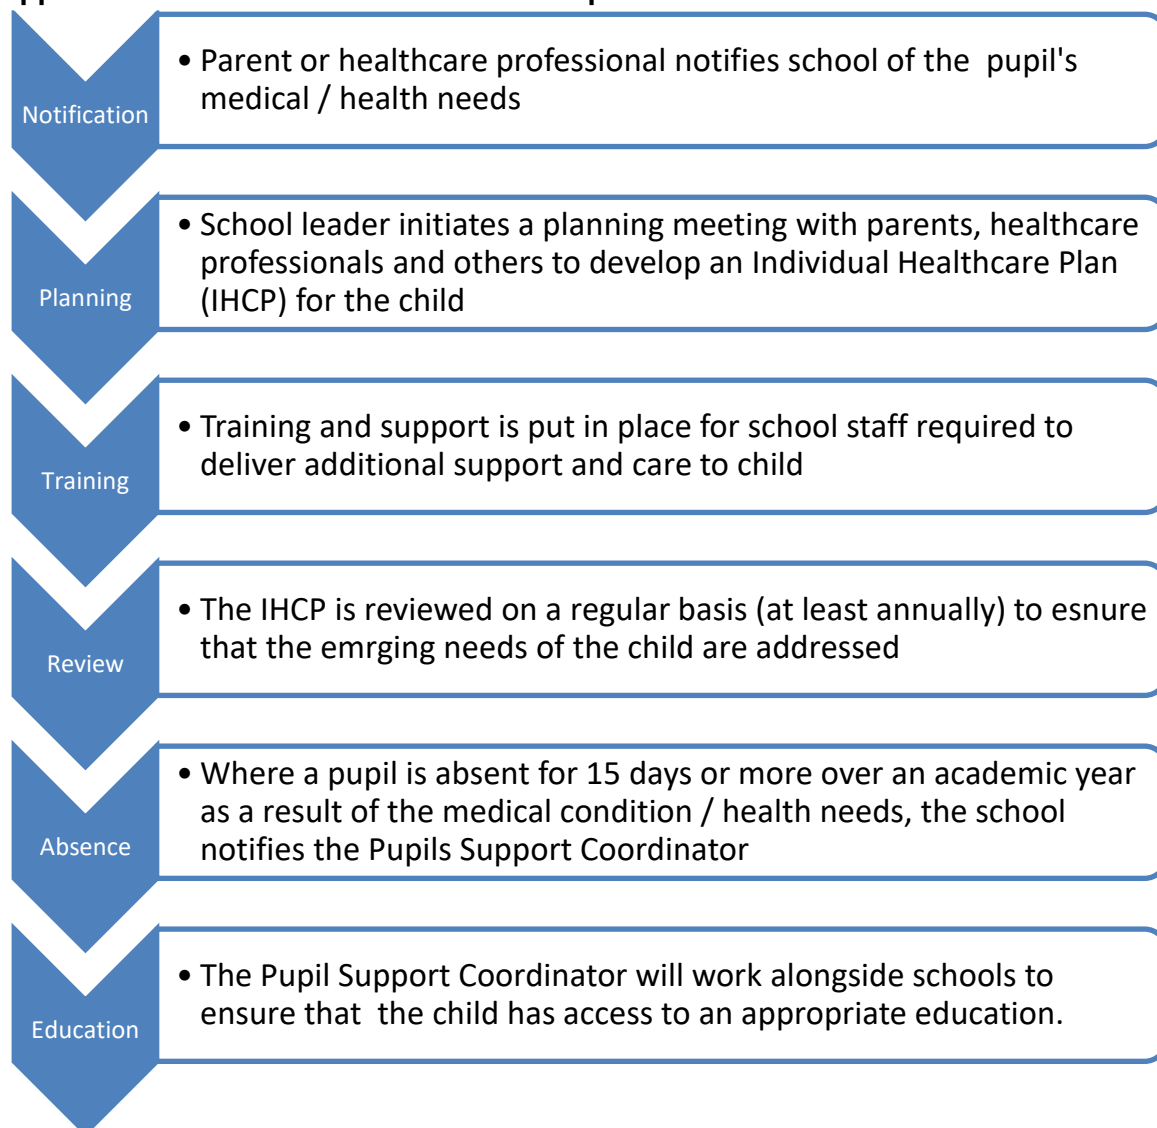 Notification
• Parent or healthcare professional notifies school of the  pupil's
medical / health needs
Planning
• School leader initiates a planning meeting with parents, healthcare
professionals and others to develop an Individual Healthcare Plan
(IHCP) for the child
Training
• Training and support is put in place for school staff required to
deliver additional support and care to child
Review
• The IHCP is reviewed on a regular basis (at least annually) to esnure
that the emrging needs of the child are addressed
Absence
• Where a pupil is absent for 15 days or more over an academic year
as a result of the medical condition / health needs, the school
notifies the Pupils Support Coordinator
Education
• The Pupil Support Coordinator will work alongside schools to
ensure that  the child has access to an appropriate education.